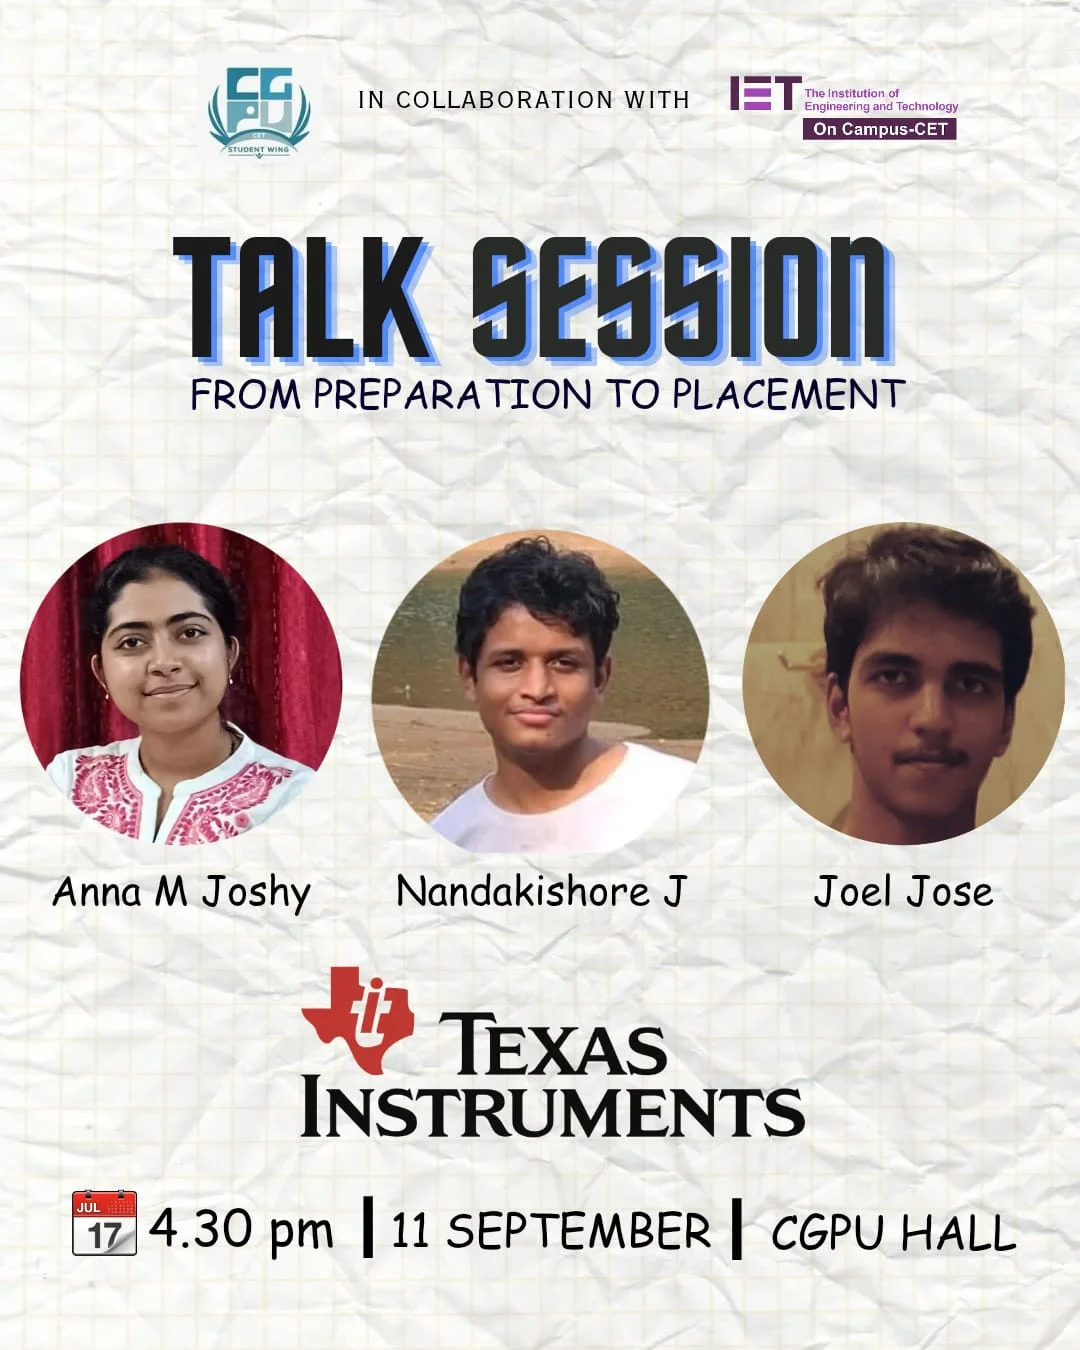 CGPU
CET
STUDENT WING
IN COLLABORATION WITH
IET The Institution of
Engineering and Technology
On Campus-CET
TALK SESSION
FROM PREPARATION TO PLACEMENT
Anna M Joshy
Nandakishore J
Joel Jose
TEXAS
INSTRUMENTS
JUL
17
4.30 pm | 11 SEPTEMBER | CGPU HALL